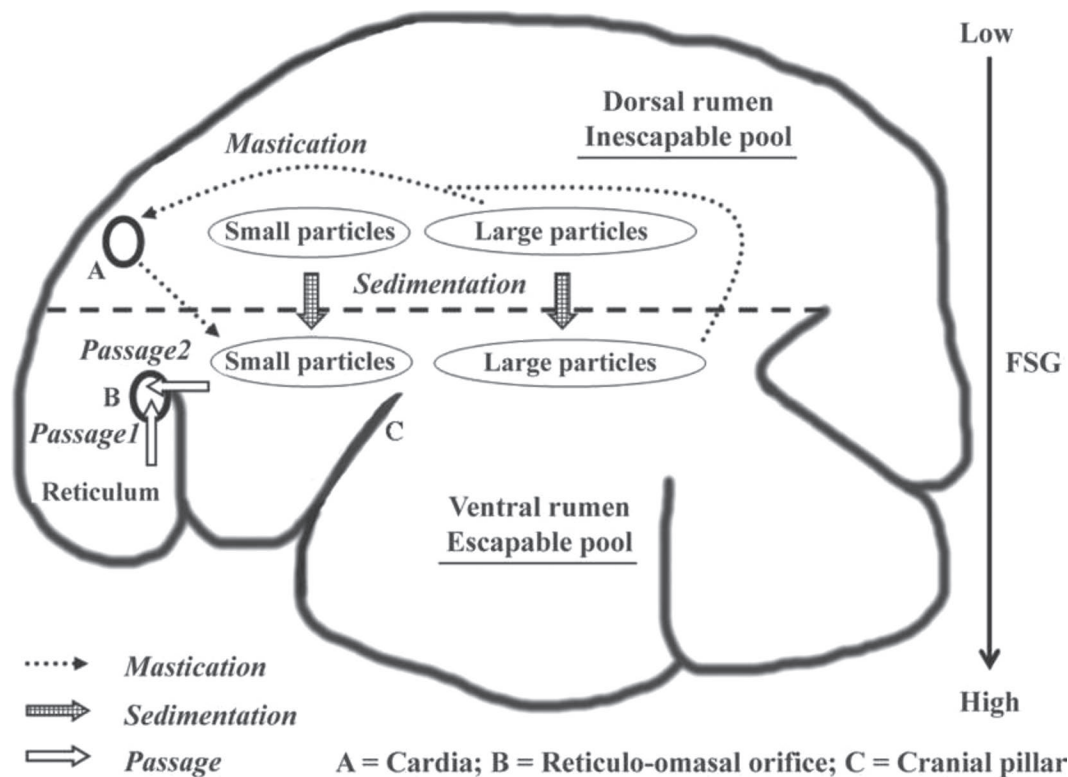 Low
Dorsal rumen
Inescapable pool
Mastication
Small particles
Large particles
A
Sedimentation
Passage2
Small particles
Large particles
FSG
B
Passage1
C
Reticulum
Ventral rumen
Escapable pool
Mastication
Sedimentation
High
Passage
A = Cardia; B = Reticulo-omasal orifice; C = Cranial pillar